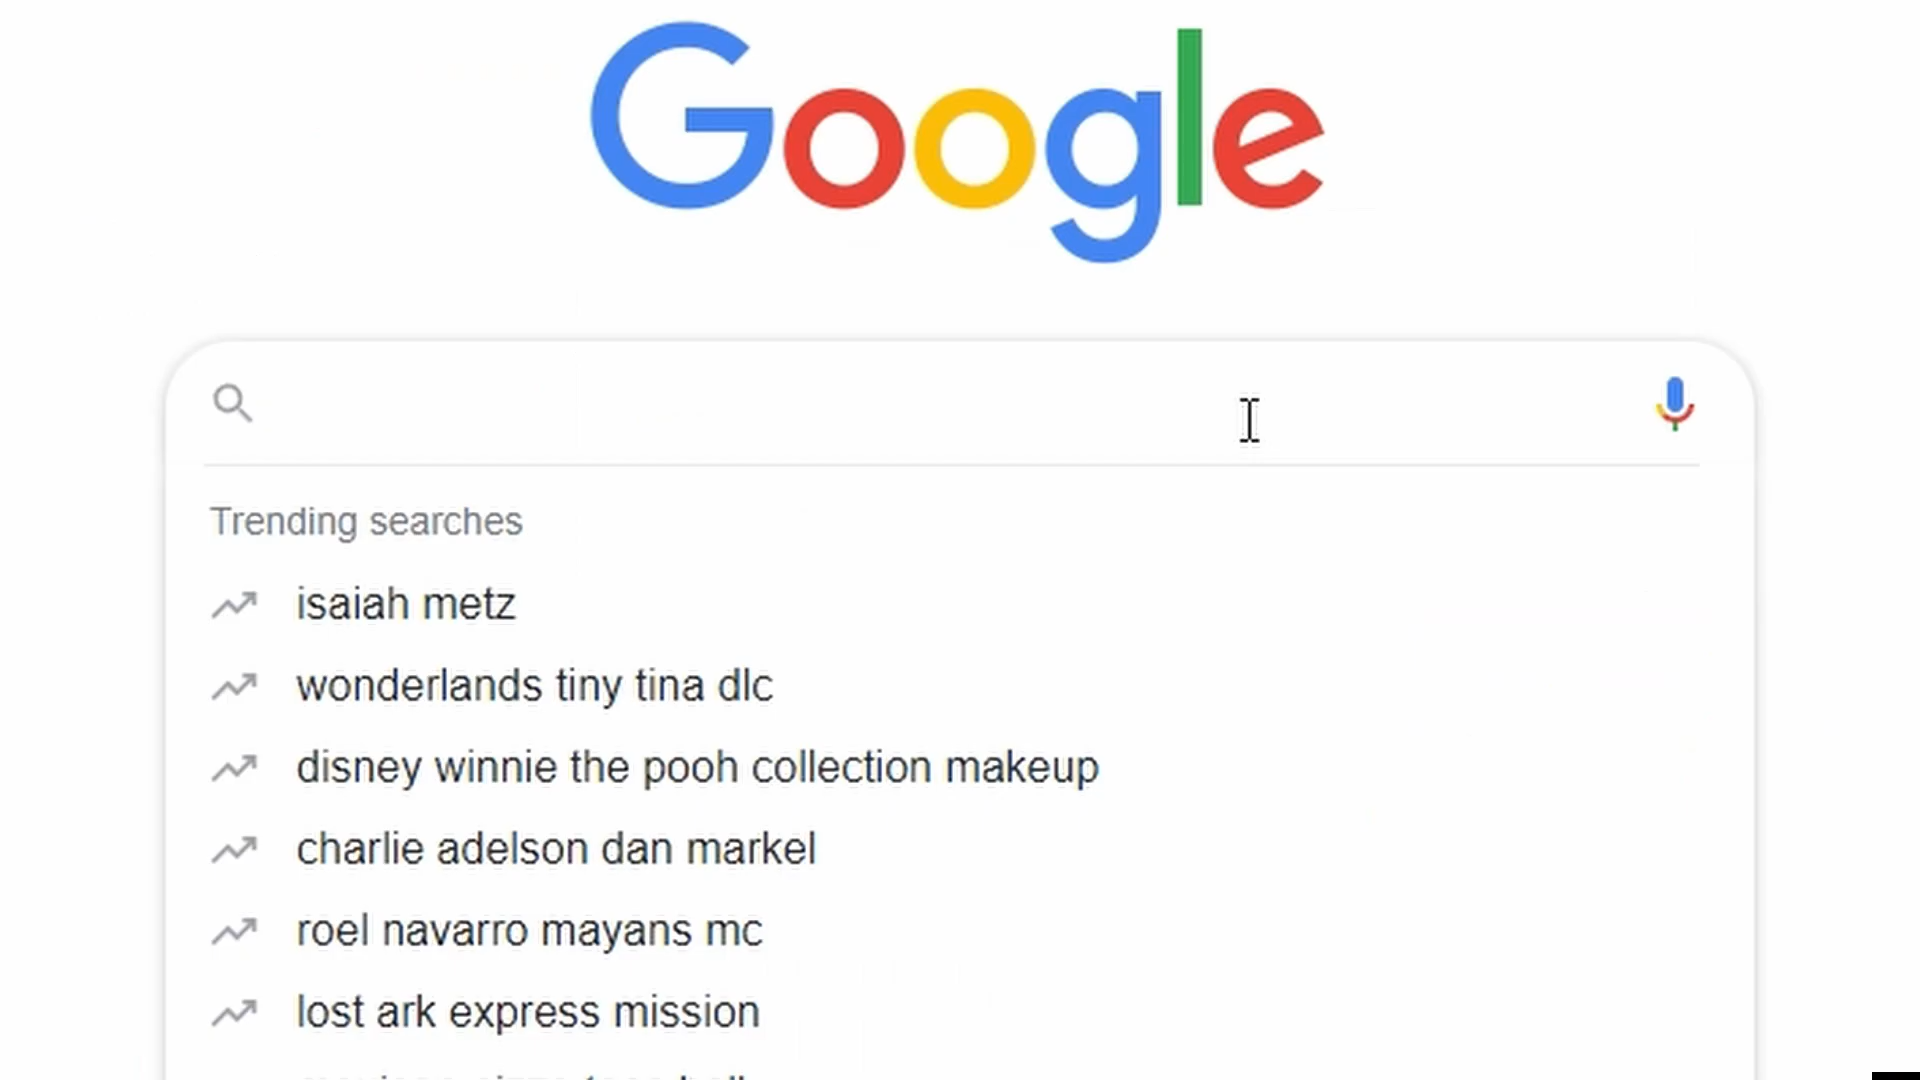 Google
Trending searches
isaiah metz
wonderlands tiny tina dlc
disney winnie the pooh collection makeup
charlie adelson dan markel
roel navarro mayans mc
lost ark express mission